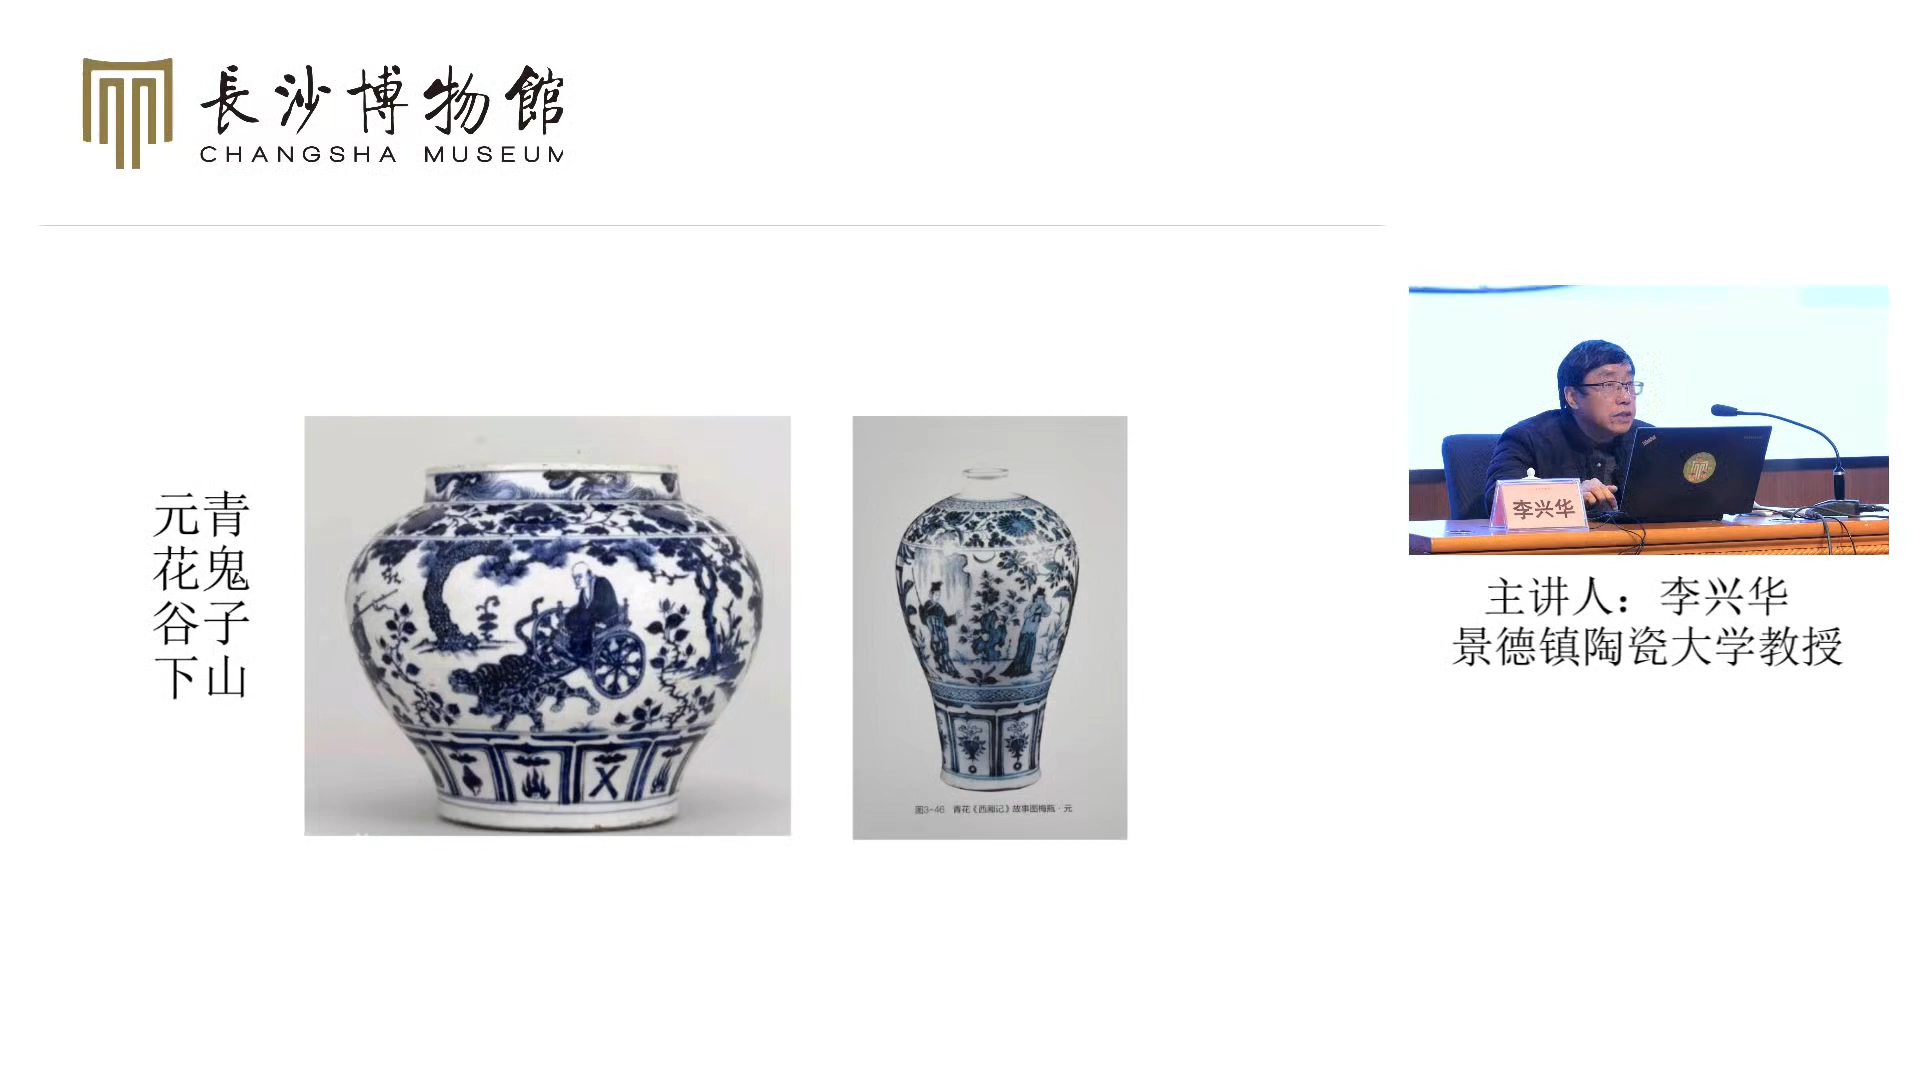 長沙博物館
CHANGSHA MUSEUM
元青
花鬼
谷子
下山
图3-46 青花《西厢记》故事图梅瓶·元
李兴华
主讲人：李兴华
景德镇陶瓷大学教授